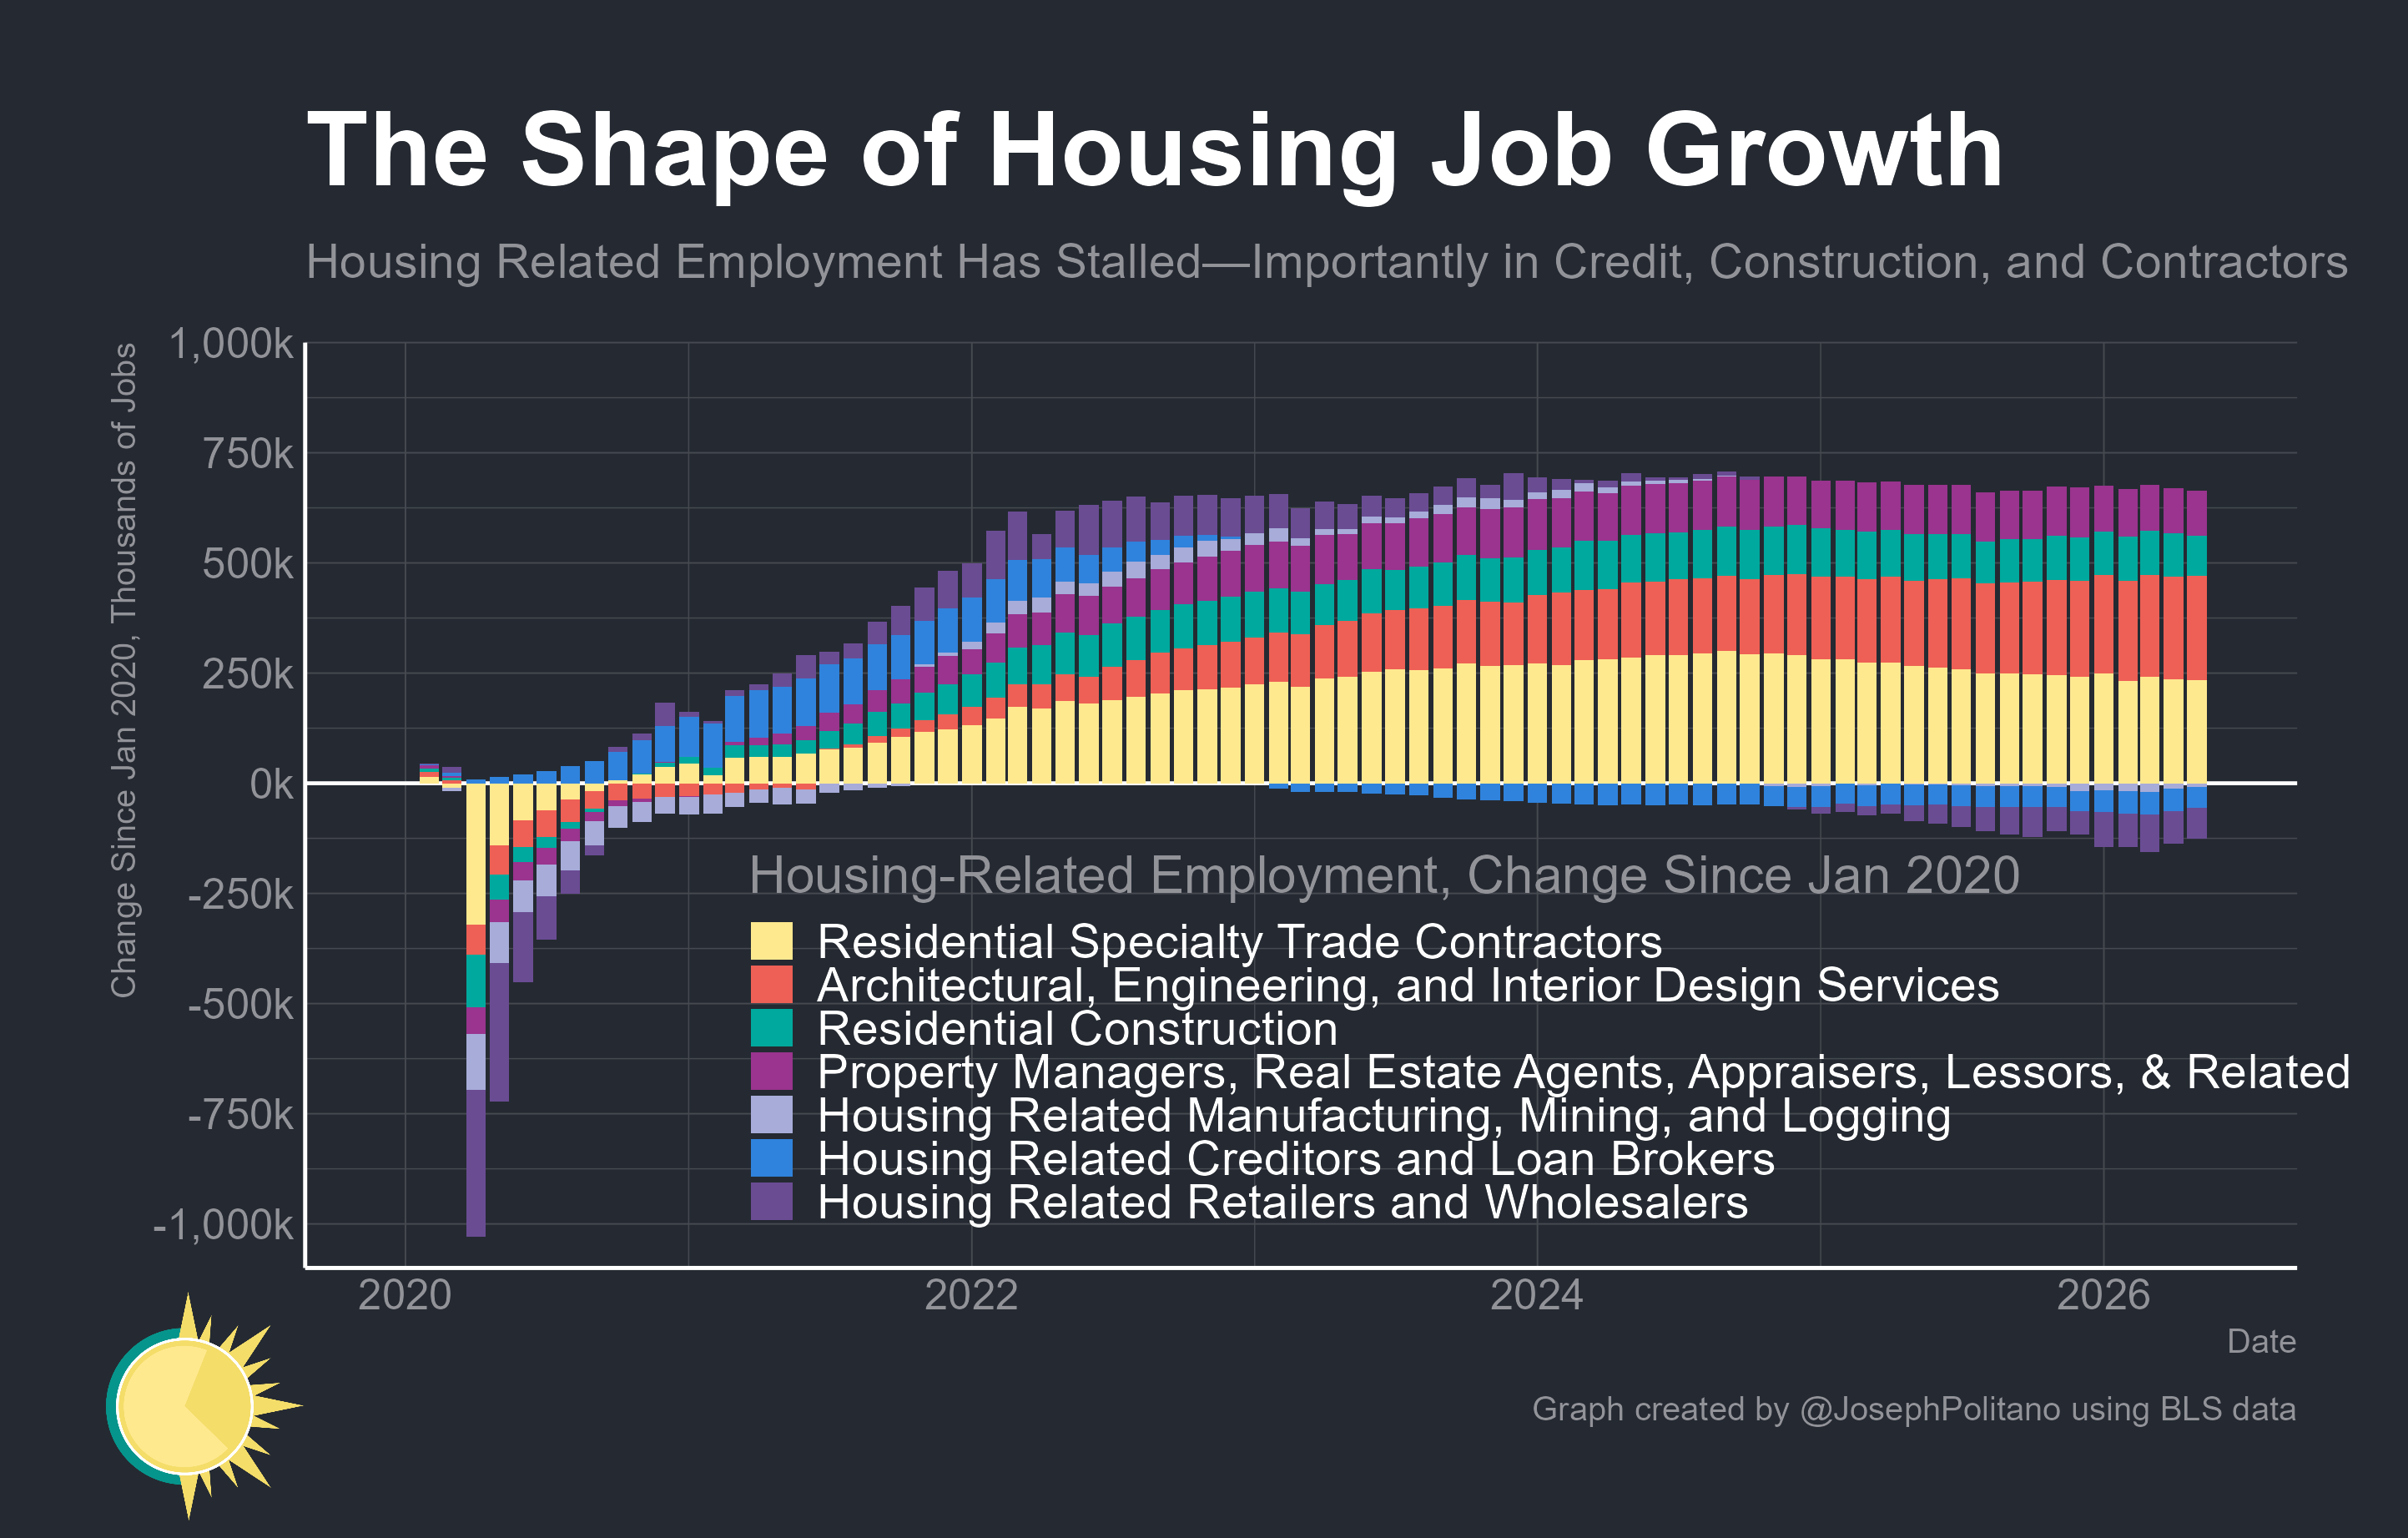 The Shape of Housing Job Growth
Housing Related Employment Has Stalled—Importantly in Credit, Construction, and Contractors
Change Since Jan 2020, Thousands of Jobs
1,000k
750k
500k
250k
0k
-250k
-500k
-750k
-1,000k
Housing-Related Employment, Change Since Jan 2020
Residential Specialty Trade Contractors
Architectural, Engineering, and Interior Design Services
Residential Construction
Property Managers, Real Estate Agents, Appraisers, Lessors, & Related
Housing Related Manufacturing, Mining, and Logging
Housing Related Creditors and Loan Brokers
Housing Related Retailers and Wholesalers
2020 2022 2024 2026
Date
Graph created by @JosephPolitano using BLS data